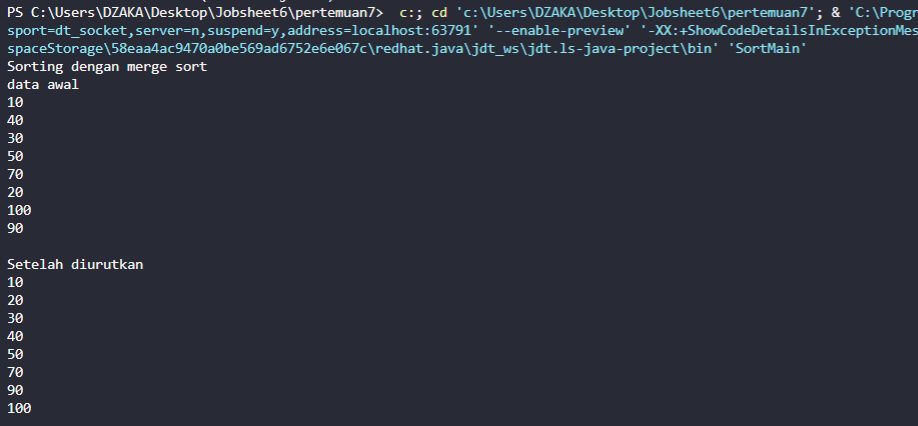 PS C:\Users\DZAKA\Desktop\Jobsheet6\pertemuan7>  c:; cd 'c:\Users\DZAKA\Desktop\Jobsheet6\pertemuan7'; & 'C:\Progr
sport=dt_socket,server=n,suspend=y,address=localhost:63791' '--enable-preview' '-XX:+ShowCodeDetailsInExceptionMes
spaceStorage\58eaa4ac9470a0be569ad6752e6e067c\redhat.java\jdt_ws\jdt.ls-java-project\bin' 'SortMain'
Sorting dengan merge sort
data awal
10
40
30
50
70
20
100
90
Setelah diurutkan
10
20
30
40
50
70
90
100